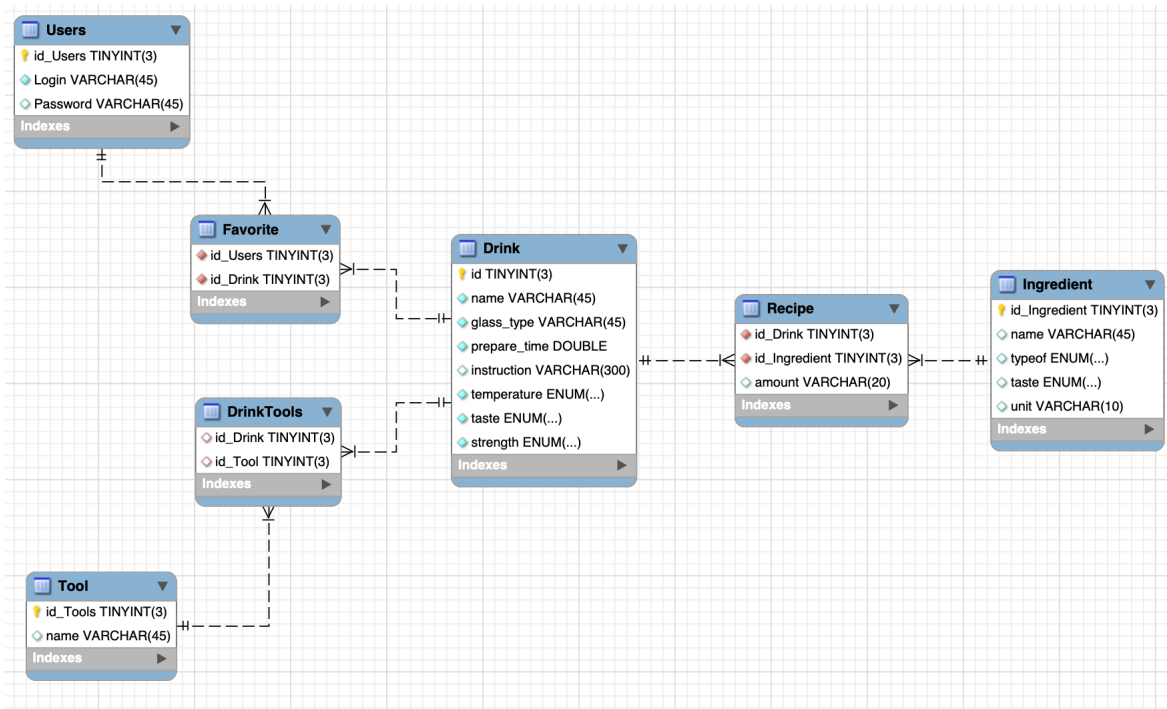 Users
id_Users TINYINT(3)
Login VARCHAR(45)
Password VARCHAR(45)
Indexes
Favorite
id_Users TINYINT(3)
id_Drink TINYINT(3)
Indexes
DrinkTools
id_Drink TINYINT(3)
id_Tool TINYINT(3)
Indexes
Tool
id_Tools TINYINT(3)
name VARCHAR(45)
Indexes
Drink
id TINYINT(3)
name VARCHAR(45)
glass_type VARCHAR(45)
prepare_time DOUBLE
instruction VARCHAR(300)
temperature ENUM(...)
taste ENUM(...)
strength ENUM(...)
Indexes
Recipe
id_Drink TINYINT(3)
id_Ingredient TINYINT(3)
amount VARCHAR(20)
Indexes
Ingredient
id_Ingredient TINYINT(3)
name VARCHAR(45)
typeof ENUM(...)
taste ENUM(...)
unit VARCHAR(10)
Indexes